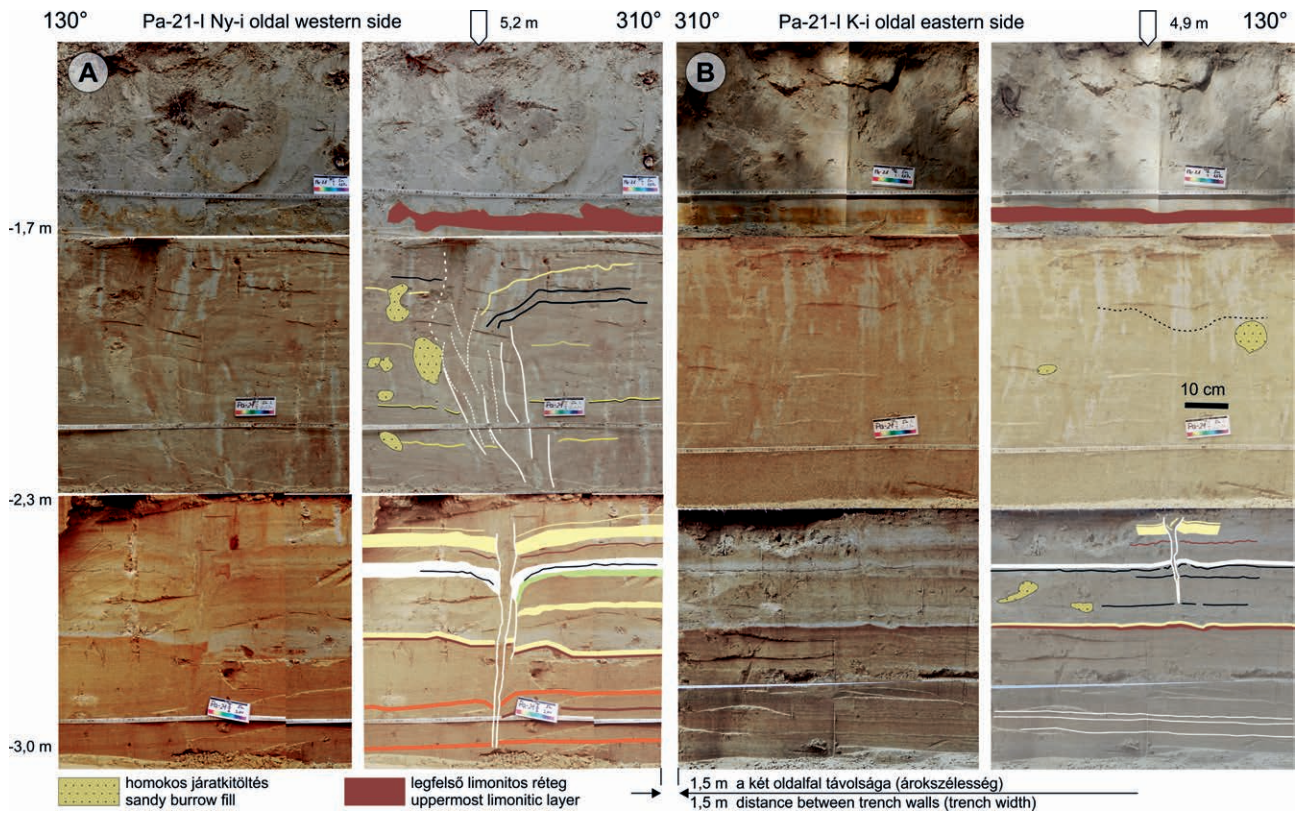 130° Pa-21-I Ny-i oldal western side 5,2 m 310°
310° Pa-21-I K-i oldal eastern side 4,9 m 130°
A
B
-1,7 m
10 cm
-2,3 m
-3,0 m
homokos járatkitöltés
sandy burrow fill
legfelső limonitos réteg
uppermost limonitic layer
1,5 m a két oldalfal távolsága (árokszélesség)
1,5 m distance between trench walls (trench width)